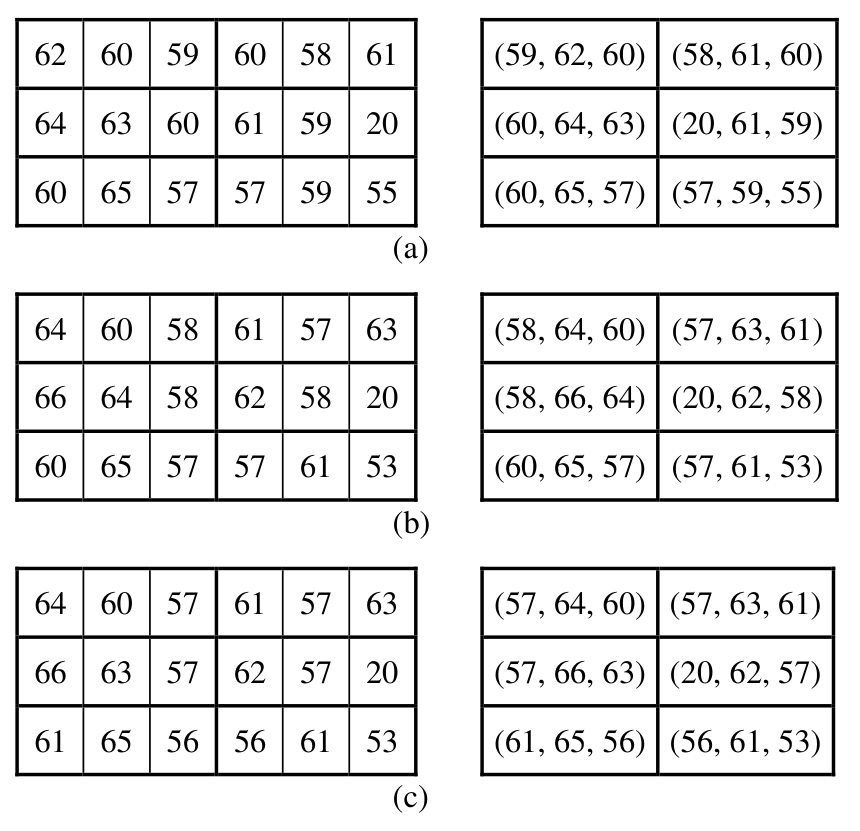 62 60 59 60 58 61 (59, 62, 60) (58, 61, 60)
64 63 60 61 59 20 (60, 64, 63) (20, 61, 59)
60 65 57 57 59 55 (60, 65, 57) (57, 59, 55)
(a)
64 60 58 61 57 63 (58, 64, 60) (57, 63, 61)
66 64 58 62 58 20 (58, 66, 64) (20, 62, 58)
60 65 57 57 61 53 (60, 65, 57) (57, 61, 53)
(b)
64 60 57 61 57 63 (57, 64, 60) (57, 63, 61)
66 63 57 62 57 20 (57, 66, 63) (20, 62, 57)
61 65 56 56 61 53 (61, 65, 56) (56, 61, 53)
(c)